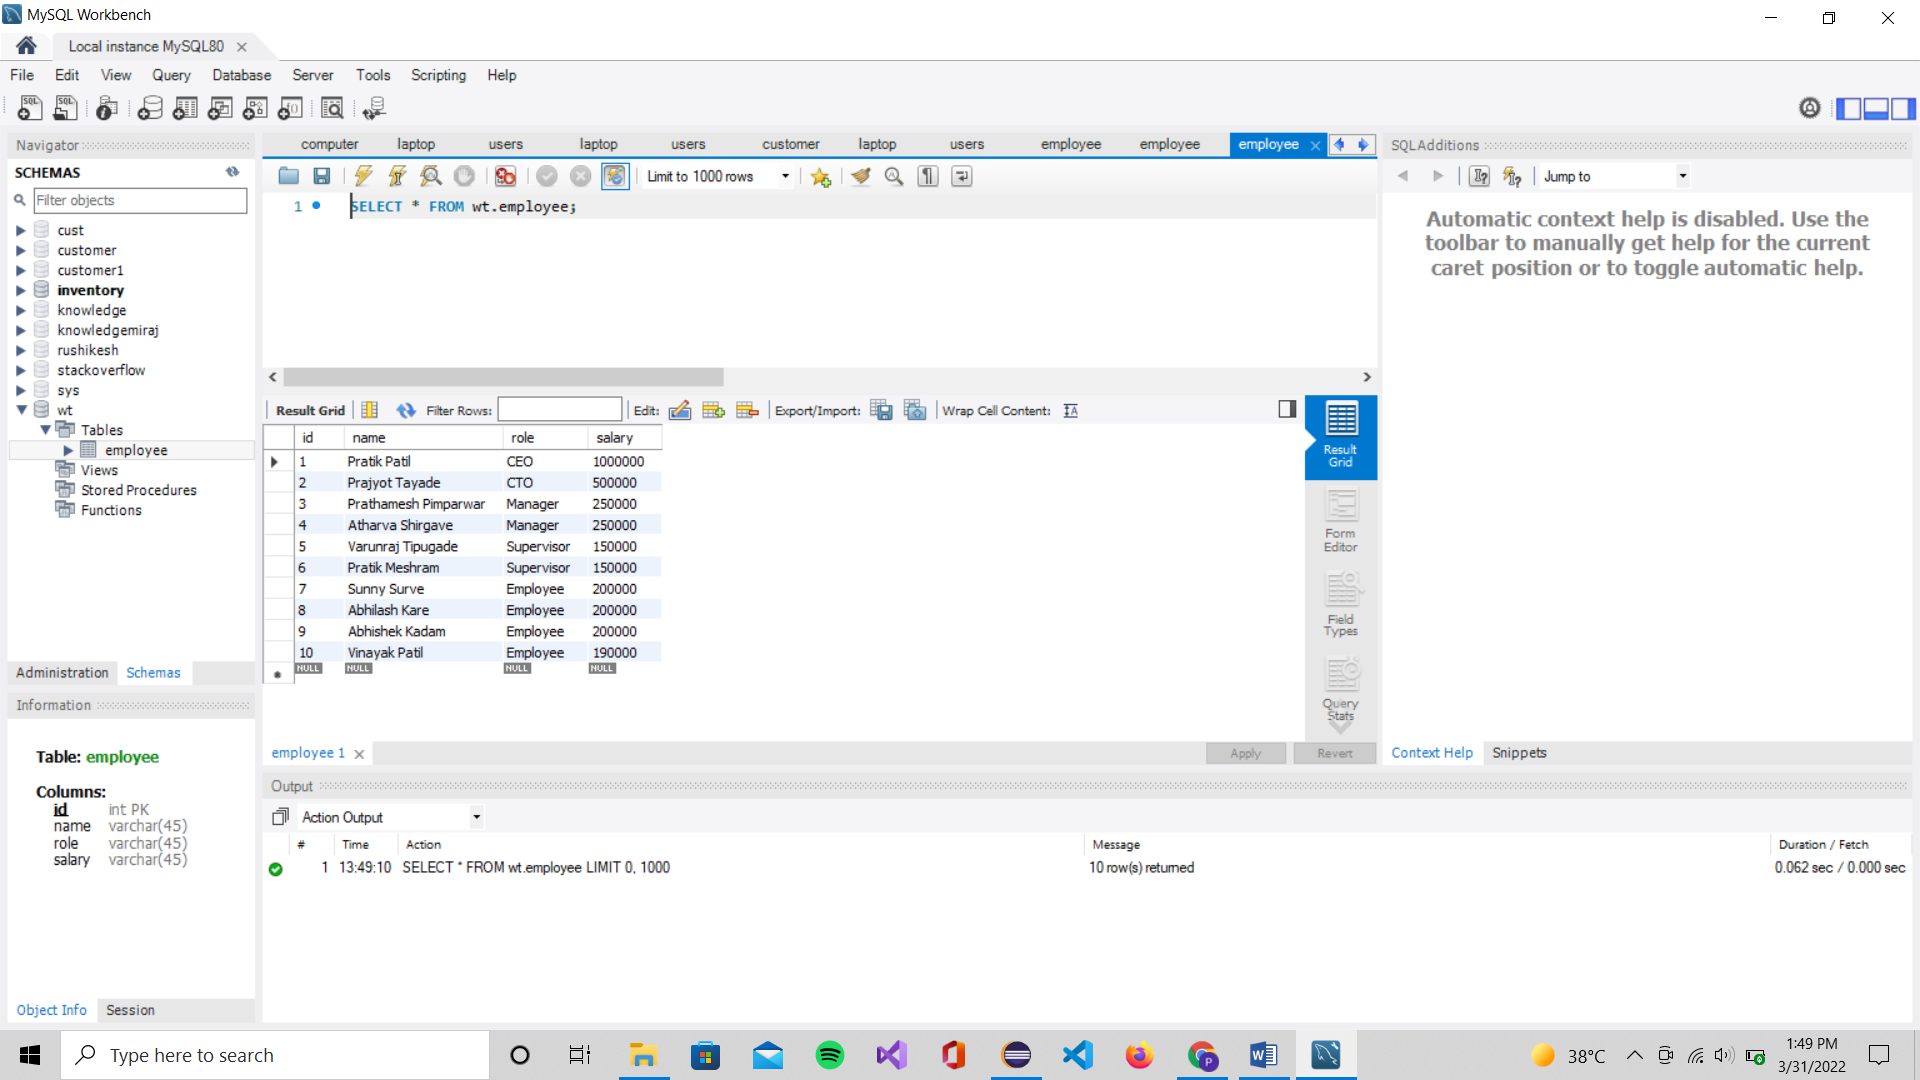 MySQL Workbench
Local instance MySQL80
File Edit View Query Database Server Tools Scripting Help
Navigator
SCHEMAS
Filter objects
cust
customer
customer1
inventory
knowledge
knowledgemiraj
rushikesh
stackoverflow
sys
wt
Tables
employee
Views
Stored Procedures
Functions
Administration Schemas
Information
Table: employee
Columns:
id int PK
name varchar(45)
role varchar(45)
salary varchar(45)
Object Info Session
computer laptop users laptop users customer laptop users employee employee employee
Limit to 1000 rows
1 SELECT * FROM wt.employee;
Result Grid Filter Rows: Edit: Export/Import: Wrap Cell Content:
id name role salary
1 Pratik Patil CEO 1000000
2 Prajyot Tayade CTO 500000
3 Prathamesh Pimparwar Manager 250000
4 Atharva Shirgave Manager 250000
5 Varunraj Tipugade Supervisor 150000
6 Pratik Meshram Supervisor 150000
7 Sunny Surve Employee 200000
8 Abhilash Kare Employee 200000
9 Abhishek Kadam Employee 200000
10 Vinayak Patil Employee 190000
NULL NULL NULL NULL
Result
Grid
Form
Editor
Field
Types
Query
Stats
employee 1 Apply Revert
SQLAdditions
Jump to
Automatic context help is disabled. Use the
toolbar to manually get help for the current
caret position or to toggle automatic help.
Context Help Snippets
Output
Action Output
# Time Action Message Duration / Fetch
1 13:49:10 SELECT * FROM wt.employee LIMIT 0, 1000 10 row(s) returned 0.062 sec / 0.000 sec
Type here to search
38°C
1:49 PM
3/31/2022